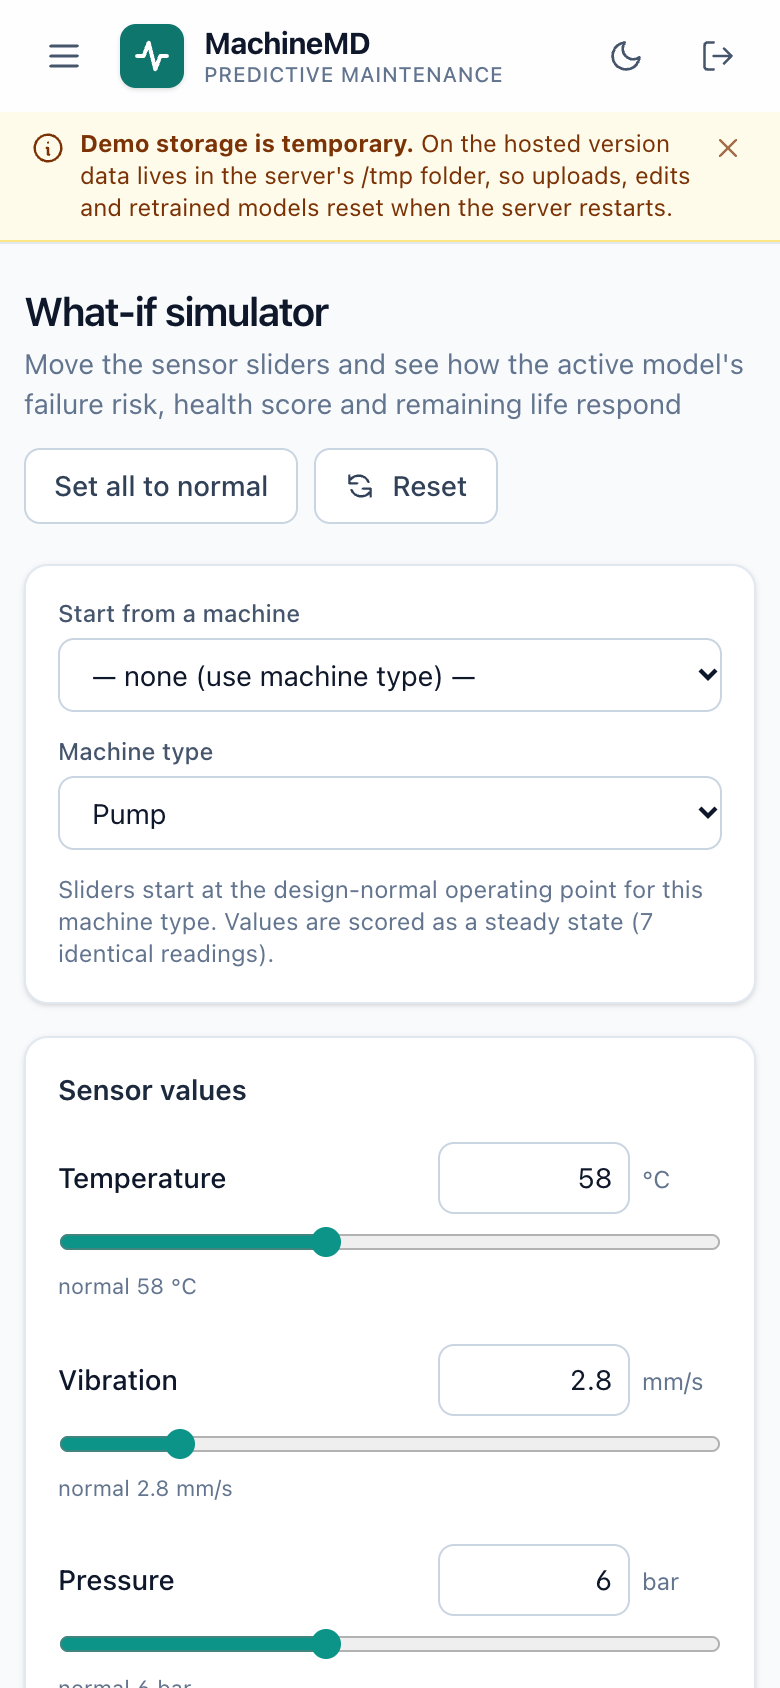 MachineMD
PREDICTIVE MAINTENANCE
Demo storage is temporary. On the hosted version
data lives in the server's /tmp folder, so uploads, edits
and retrained models reset when the server restarts.
What-if simulator
Move the sensor sliders and see how the active model's
failure risk, health score and remaining life respond
Set all to normal
Reset
Start from a machine
— none (use machine type) —
Machine type
Pump
Sliders start at the design-normal operating point for this
machine type. Values are scored as a steady state (7
identical readings).
Sensor values
Temperature 58 °C
normal 58 °C
Vibration 2.8 mm/s
normal 2.8 mm/s
Pressure 6 bar
normal 6 bar